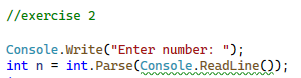 //exercise 2
Console.Write("Enter number: ");
int n = int.Parse(Console.ReadLine());